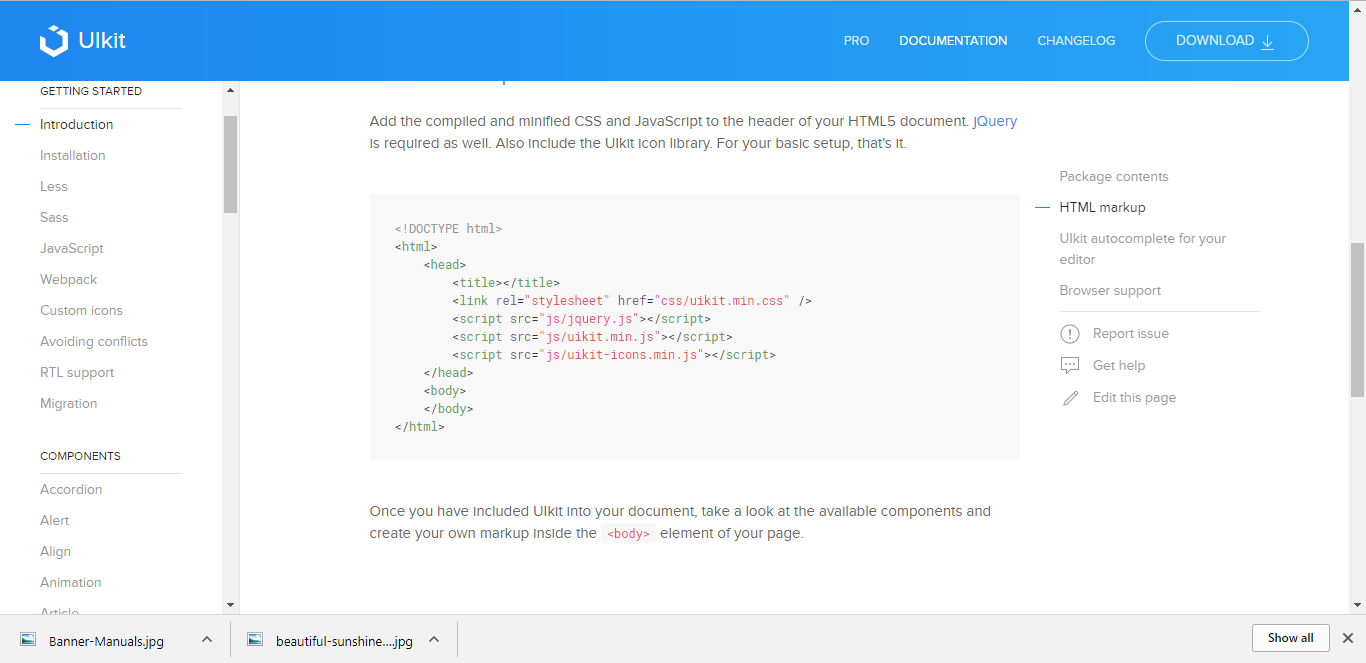 UIkit
PRO
DOCUMENTATION
CHANGELOG
DOWNLOAD
GETTING STARTED
Introduction
Installation
Less
Sass
JavaScript
Webpack
Custom icons
Avoiding conflicts
RTL support
Migration
COMPONENTS
Accordion
Alert
Align
Animation
Article
Add the compiled and minified CSS and JavaScript to the header of your HTML5 document. jQuery
is required as well. Also include the UIkit icon library. For your basic setup, that's it.
<!DOCTYPE html>
<html>
    <head>
        <title></title>
        <link rel="stylesheet" href="css/uikit.min.css" />
        <script src="js/jquery.js"></script>
        <script src="js/uikit.min.js"></script>
        <script src="js/uikit-icons.min.js"></script>
    </head>
    <body>
    </body>
</html>
Once you have included UIkit into your document, take a look at the available components and
create your own markup inside the <body> element of your page.
Package contents
HTML markup
UIkit autocomplete for your
editor
Browser support
Report issue
Get help
Edit this page
Banner-Manuals.jpg
beautiful-sunshine....jpg
Show all